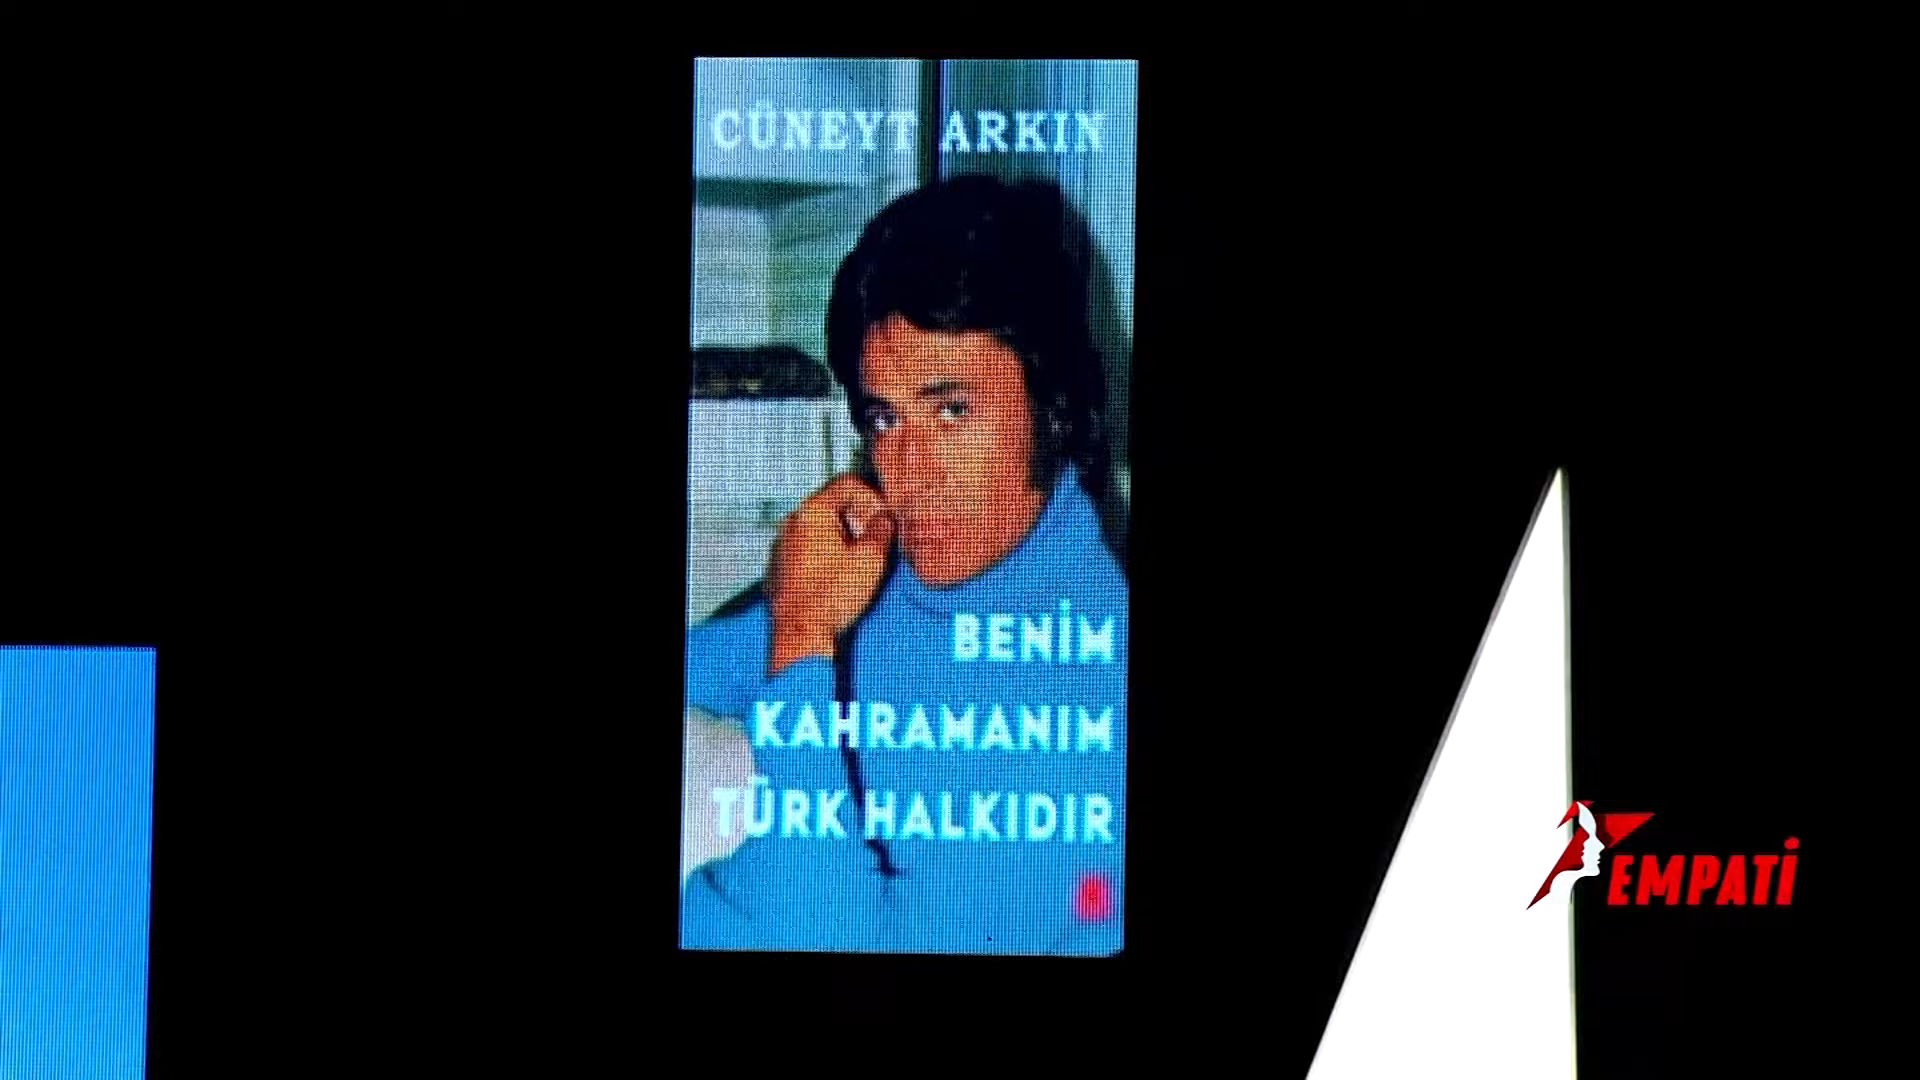 CÜNEYT ARKIN
BENİM
KAHRAMANIM
TÜRK HALKIDIR
EMPATİ